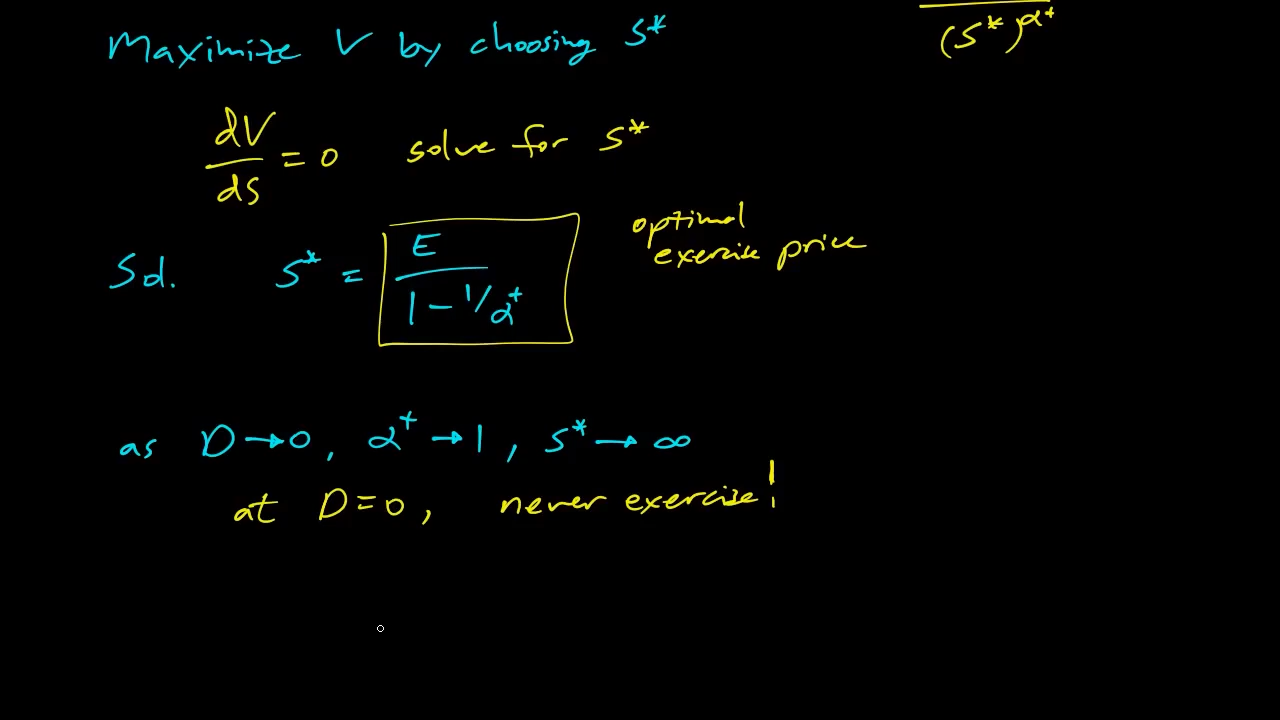 Maximize V by choosing S*
(S*)^α⁺
dV/dS = 0 solve for S*
Sol. S* = E / (1 - 1/α⁺)
optimal
exercise price
as D → 0, α⁺ → 1, S* → ∞
at D = 0, never exercise!